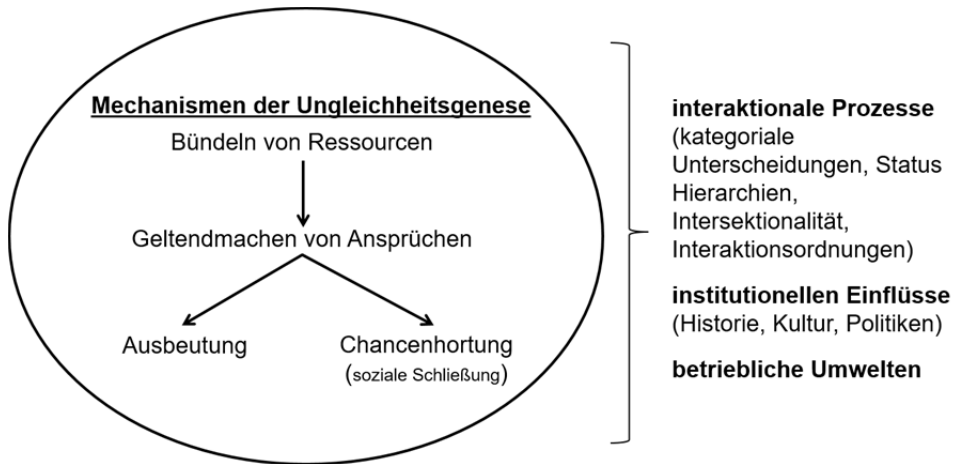 Mechanismen der Ungleichheitsgenese
Bündeln von Ressourcen
Geltendmachen von Ansprüchen
Ausbeutung
Chancenhortung
(soziale Schließung)
interaktionale Prozesse
(kategoriale
Unterscheidungen, Status
Hierarchien,
Intersektionalität,
Interaktionsordnungen)
institutionellen Einflüsse
(Historie, Kultur, Politiken)
betriebliche Umwelten